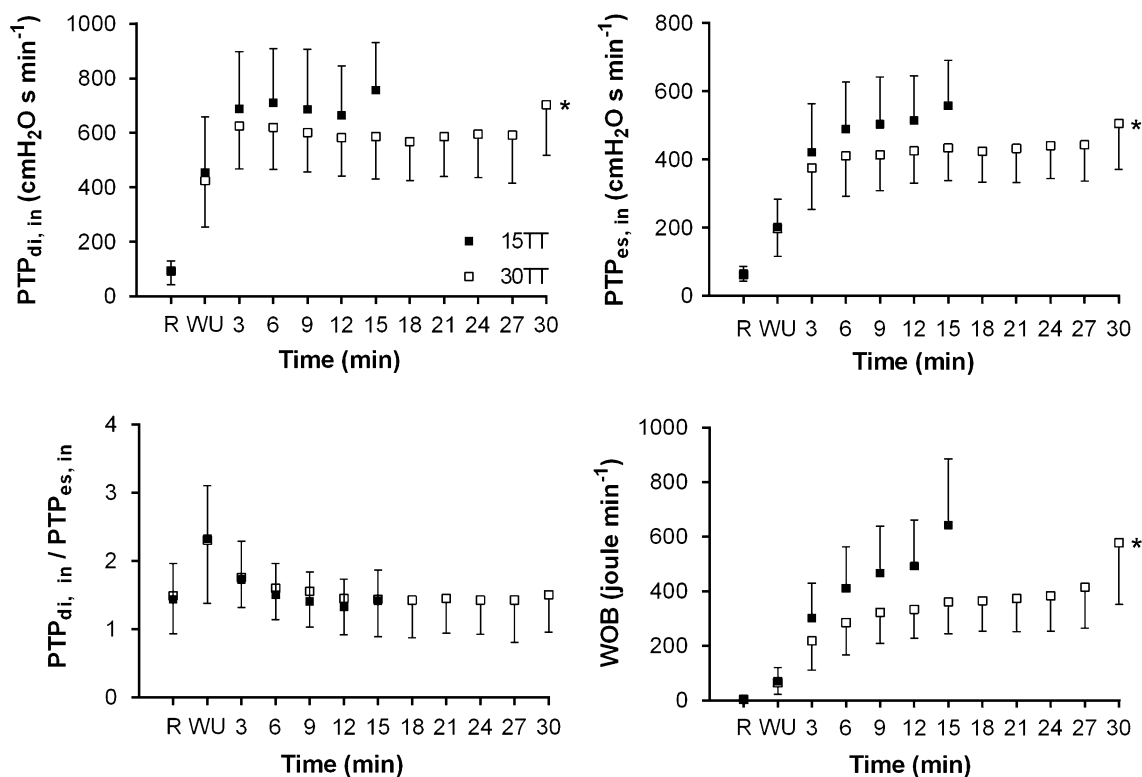 PTPdi, in (cmH2O s min-1)
1000
800
600
400
200
0
15TT
30TT
*
R WU 3 6 9 12 15 18 21 24 27 30
Time (min)
PTPes, in (cmH2O s min-1)
800
600
400
200
0
*
R WU 3 6 9 12 15 18 21 24 27 30
Time (min)
PTPdi, in / PTPes, in
4
3
2
1
0
R WU 3 6 9 12 15 18 21 24 27 30
Time (min)
WOB (joule min-1)
1000
800
600
400
200
0
*
R WU 3 6 9 12 15 18 21 24 27 30
Time (min)